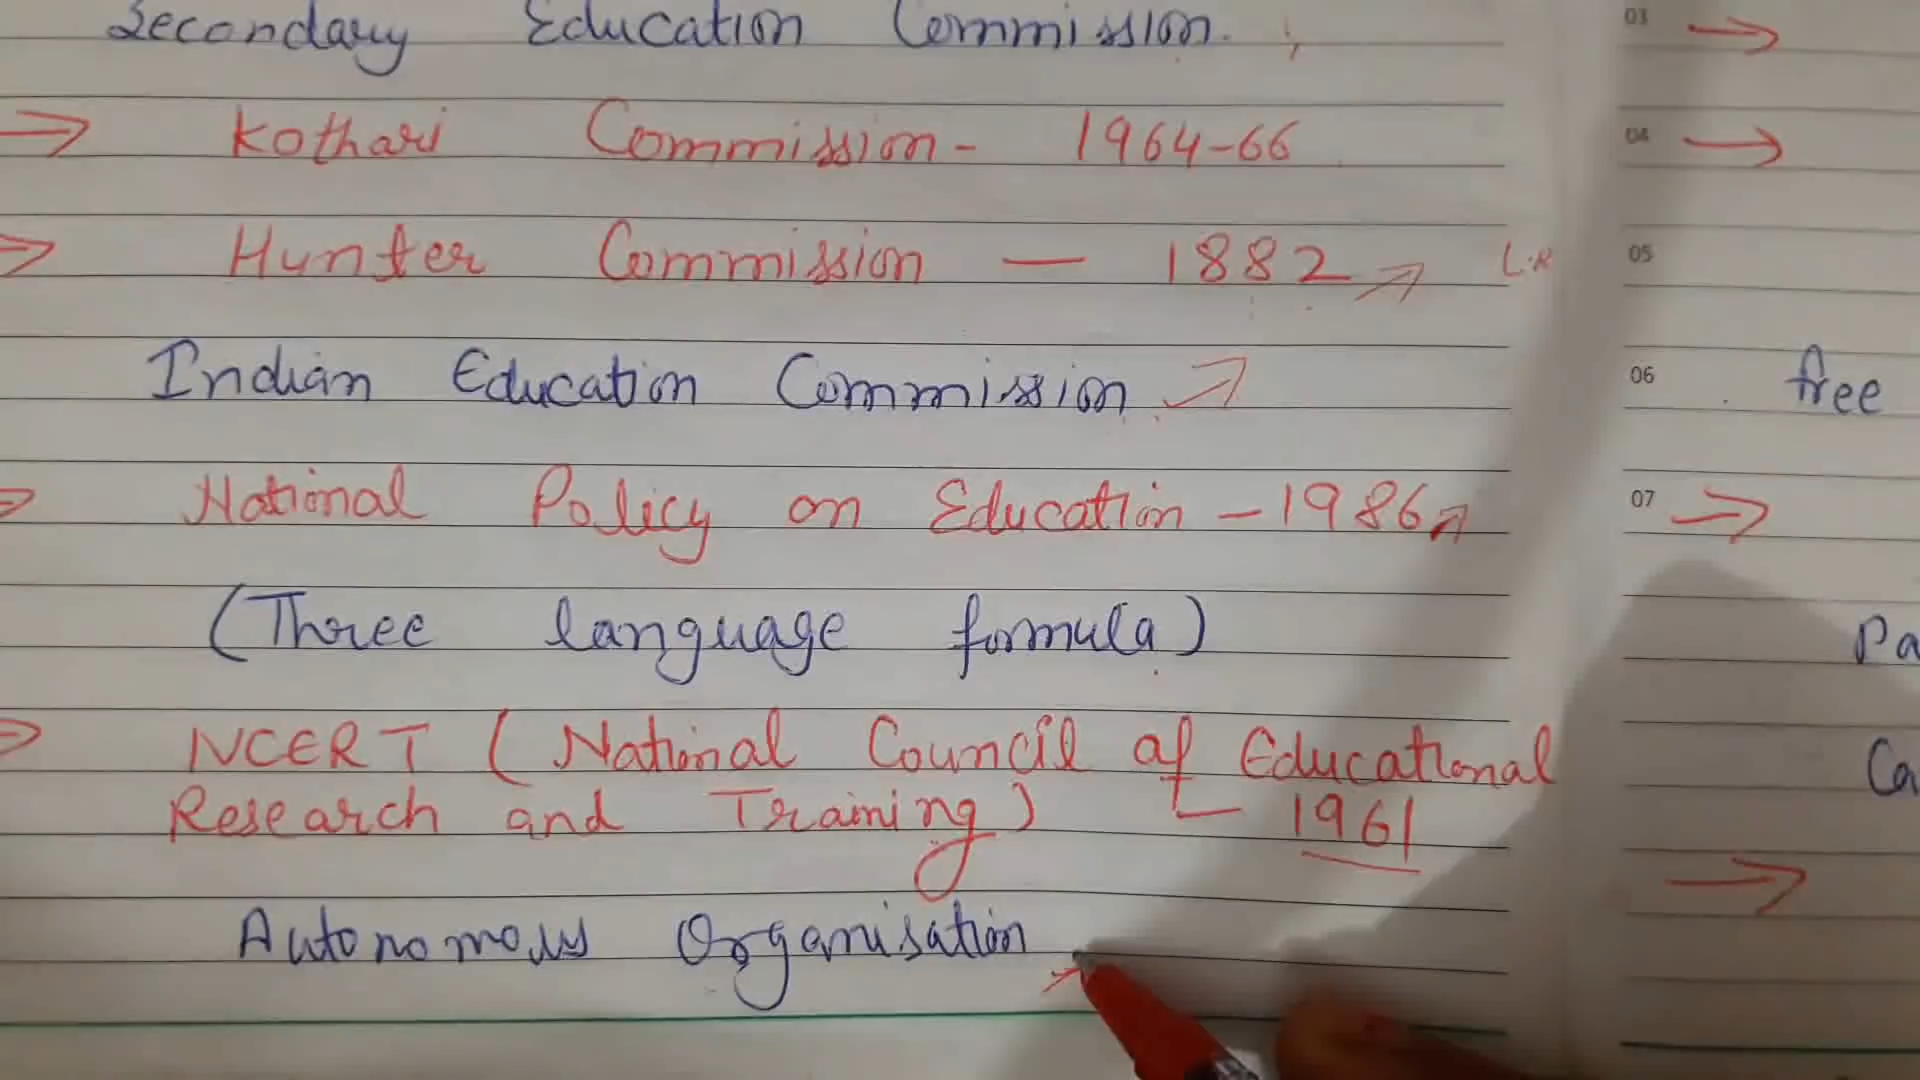 Secondary Education Commission.
⇒ Kothari Commission - 1964-66
⇒ Hunter Commission — 1882 → L.R
Indian Education Commission →
⇒ National Policy on Education - 1986 →
(Three language formula)
⇒ NCERT (National Council of Educational
Research and Training) - 1961
Autonomous Organisation
03 →
04 →
05
06 free
07 ⇒
Pa
Ca